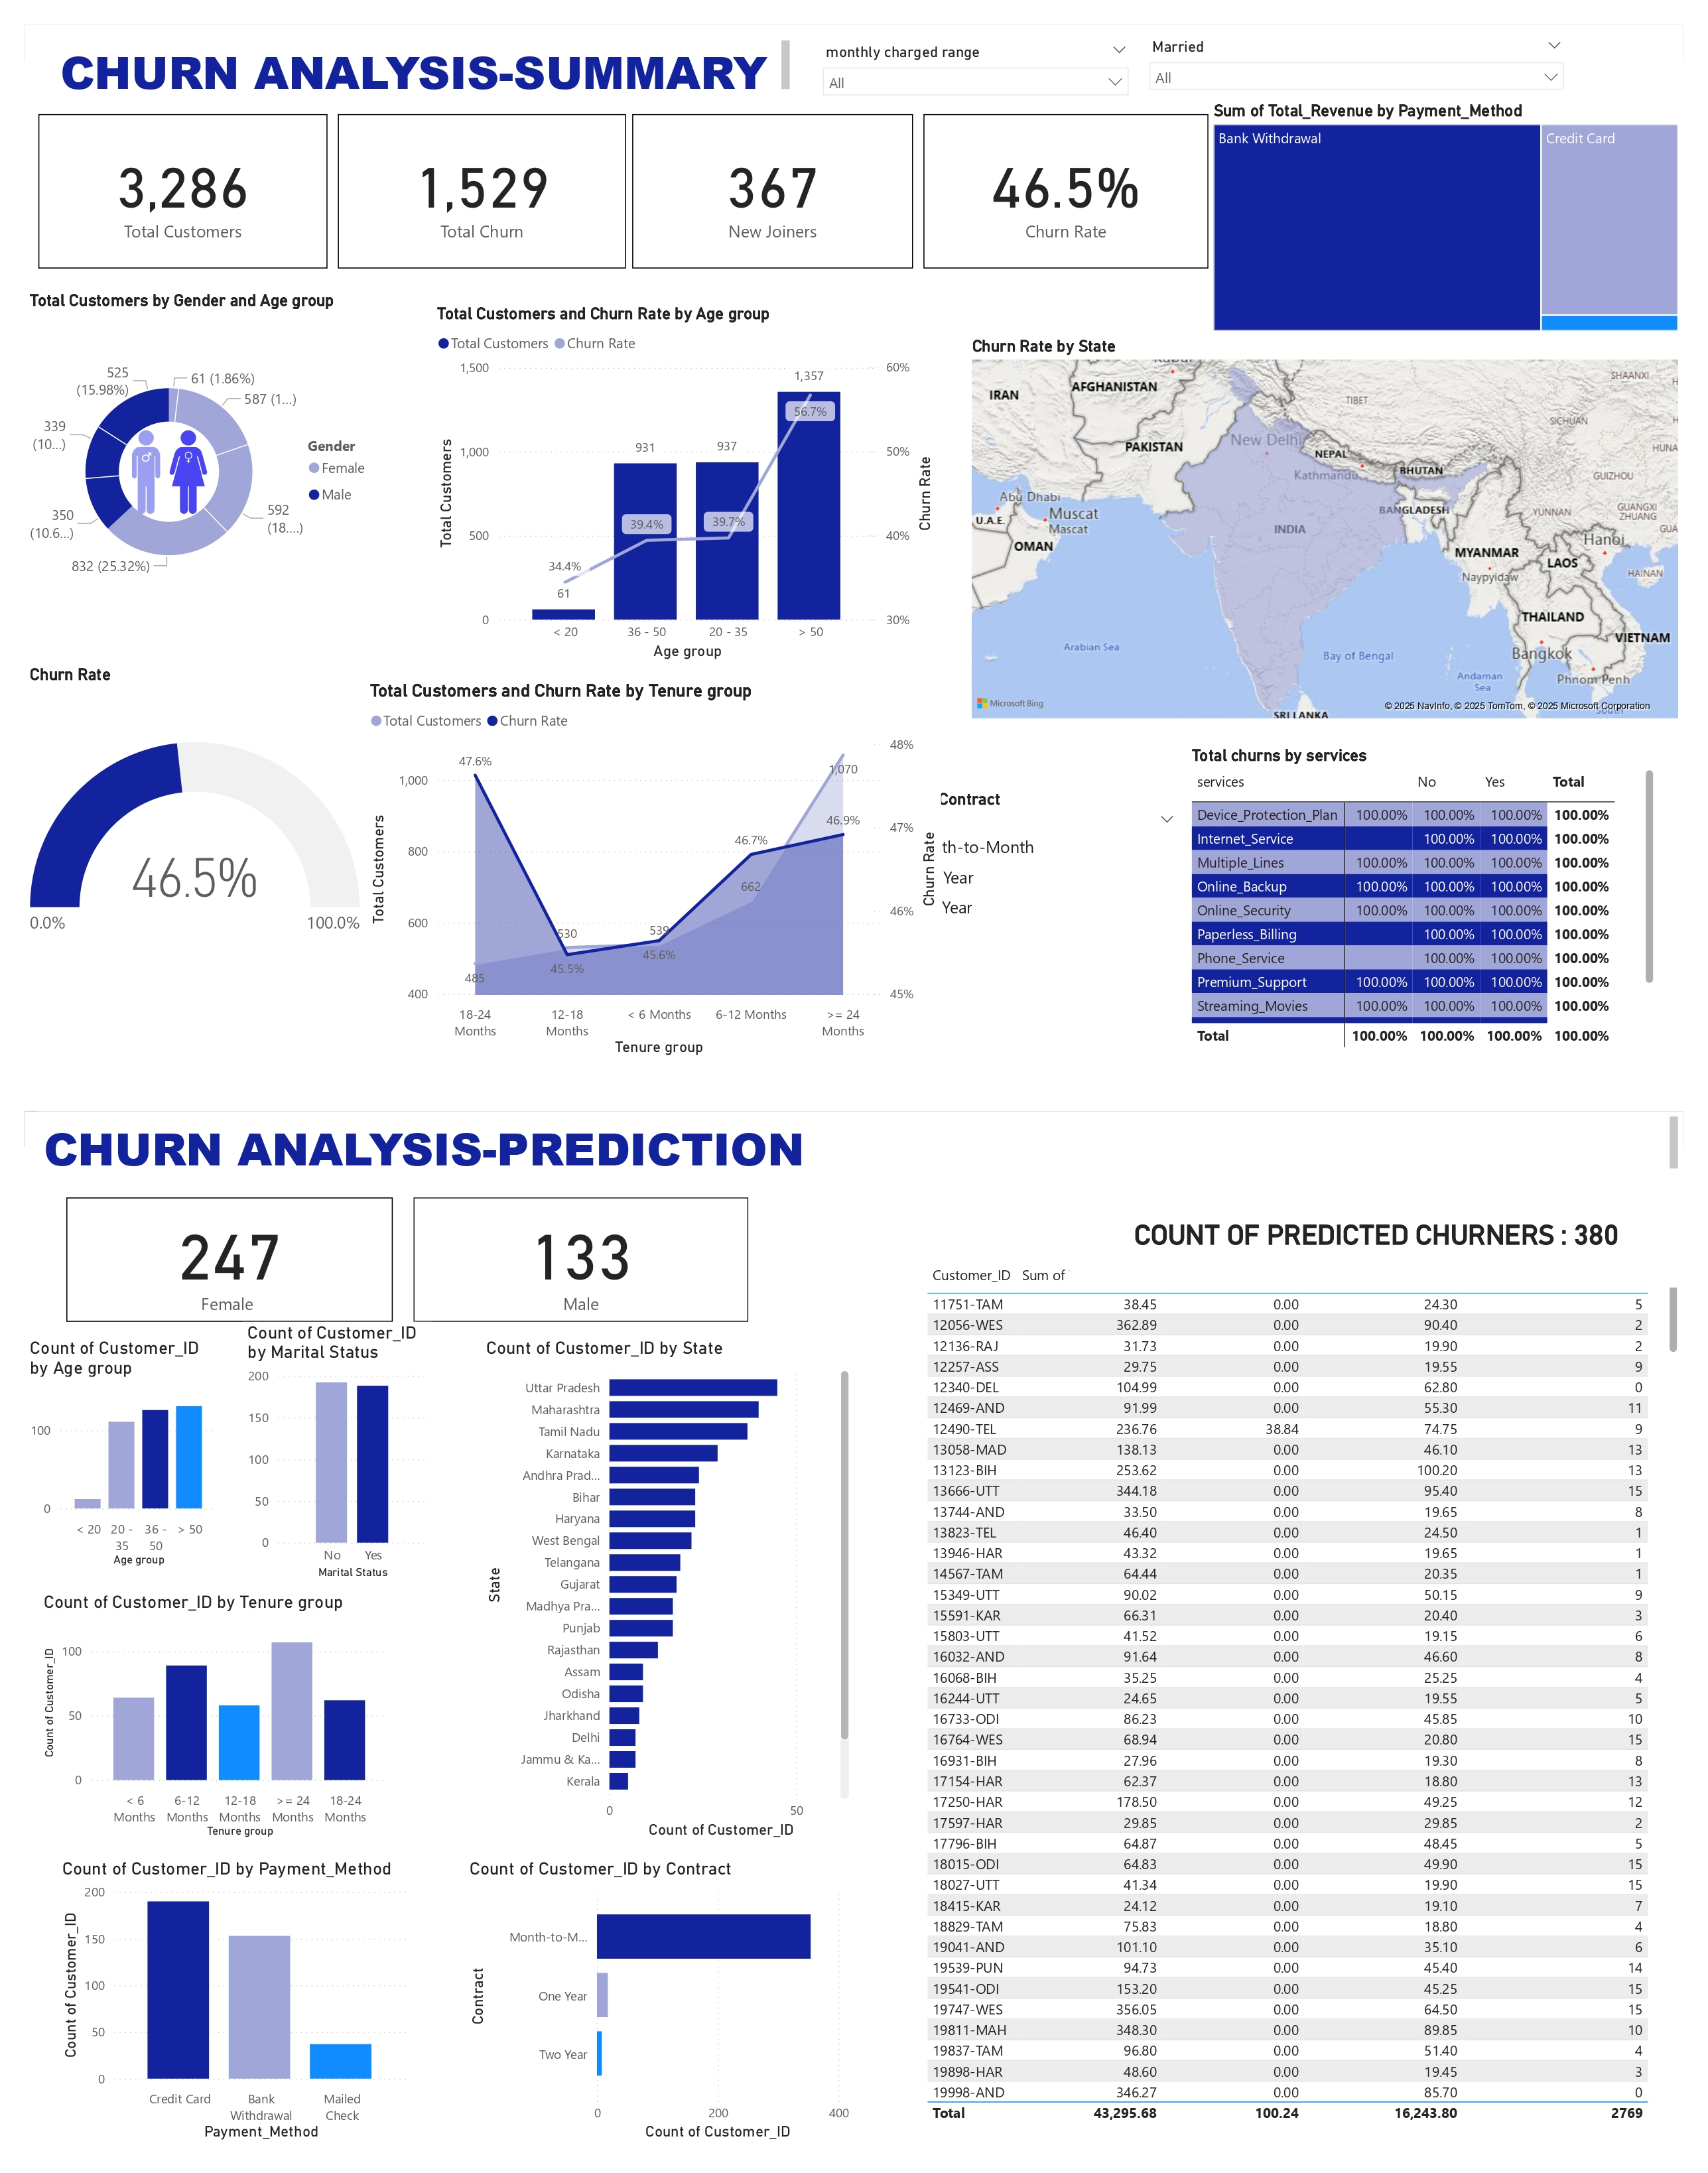 CHURN ANALYSIS-SUMMARY
monthly charged range
All
Married
All
3,286
Total Customers
1,529
Total Churn
367
New Joiners
46.5%
Churn Rate
Sum of Total_Revenue by Payment_Method
Bank Withdrawal
Credit Card
Total Customers by Gender and Age group
525
(15.98%)
61 (1.86%)
587 (1...)
339
(10...)
350
(10.6...)
592
(18....)
832 (25.32%)
Gender
Female
Male
Total Customers and Churn Rate by Age group
Total Customers
Churn Rate
1,500
1,000
500
0
60%
50%
40%
30%
1,357
56.7%
931
937
39.4%
39.7%
34.4%
61
< 20
36 - 50
20 - 35
> 50
Age group
Total Customers
Churn Rate
Churn Rate by State
IRAN
AFGHANISTAN
PAKISTAN
TIBET
SHAANXI
SICHUAN
New Delhi
NEPAL
Kathmandu
BHUTAN
GUIZHOU
Abu Dhabi
U.A.E.
Muscat
Mascat
OMAN
INDIA
BANGLADESH
YUNNAN
GUANGXI
ZHUANG
MYANMAR
Naypyidaw
Hanoi
LAOS
HAINAN
THAILAND
Bangkok
VIETNAM
Phnom Penh
Arabian Sea
Bay of Bengal
Andaman
Sea
SRI LANKA
Microsoft Bing
© 2025 NavInfo, © 2025 TomTom, © 2025 Microsoft Corporation
Churn Rate
46.5%
0.0%
100.0%
Total Customers and Churn Rate by Tenure group
Total Customers
Churn Rate
1,000
800
600
400
48%
47%
46%
45%
47.6%
485
530
45.5%
539
45.6%
46.7%
662
1,070
46.9%
18-24
Months
12-18
Months
< 6 Months
6-12 Months
>= 24
Months
Tenure group
Total Customers
Churn Rate
Contract
th-to-Month
Year
Year
Total churns by services
services No Yes Total
Device_Protection_Plan 100.00% 100.00% 100.00% 100.00%
Internet_Service 100.00% 100.00% 100.00%
Multiple_Lines 100.00% 100.00% 100.00% 100.00%
Online_Backup 100.00% 100.00% 100.00% 100.00%
Online_Security 100.00% 100.00% 100.00% 100.00%
Paperless_Billing 100.00% 100.00% 100.00%
Phone_Service 100.00% 100.00% 100.00%
Premium_Support 100.00% 100.00% 100.00% 100.00%
Streaming_Movies 100.00% 100.00% 100.00% 100.00%
Total 100.00% 100.00% 100.00% 100.00%
CHURN ANALYSIS-PREDICTION
247
Female
133
Male
COUNT OF PREDICTED CHURNERS : 380
Count of Customer_ID
by Age group
100
0
< 20
20 -
35
36 -
50
> 50
Age group
Count of Customer_ID
by Marital Status
200
150
100
50
0
No
Yes
Marital Status
Count of Customer_ID by State
Uttar Pradesh
Maharashtra
Tamil Nadu
Karnataka
Andhra Prad...
Bihar
Haryana
West Bengal
Telangana
Gujarat
Madhya Pra...
Punjab
Rajasthan
Assam
Odisha
Jharkhand
Delhi
Jammu & Ka...
Kerala
State
0
50
Count of Customer_ID
Count of Customer_ID by Tenure group
100
50
0
Count of Customer_ID
< 6
Months
6-12
Months
12-18
Months
>= 24
Months
18-24
Months
Tenure group
Count of Customer_ID by Payment_Method
200
150
100
50
0
Count of Customer_ID
Credit Card
Bank
Withdrawal
Mailed
Check
Payment_Method
Count of Customer_ID by Contract
Month-to-M...
One Year
Two Year
Contract
0
200
400
Count of Customer_ID
Customer_ID Sum of
11751-TAM 38.45 0.00 24.30 5
12056-WES 362.89 0.00 90.40 2
12136-RAJ 31.73 0.00 19.90 2
12257-ASS 29.75 0.00 19.55 9
12340-DEL 104.99 0.00 62.80 0
12469-AND 91.99 0.00 55.30 11
12490-TEL 236.76 38.84 74.75 9
13058-MAD 138.13 0.00 46.10 13
13123-BIH 253.62 0.00 100.20 13
13666-UTT 344.18 0.00 95.40 15
13744-AND 33.50 0.00 19.65 8
13823-TEL 46.40 0.00 24.50 1
13946-HAR 43.32 0.00 19.65 1
14567-TAM 64.44 0.00 20.35 1
15349-UTT 90.02 0.00 50.15 9
15591-KAR 66.31 0.00 20.40 3
15803-UTT 41.52 0.00 19.15 6
16032-AND 91.64 0.00 46.60 8
16068-BIH 35.25 0.00 25.25 4
16244-UTT 24.65 0.00 19.55 5
16733-ODI 86.23 0.00 45.85 10
16764-WES 68.94 0.00 20.80 15
16931-BIH 27.96 0.00 19.30 8
17154-HAR 62.37 0.00 18.80 13
17250-HAR 178.50 0.00 49.25 12
17597-HAR 29.85 0.00 29.85 2
17796-BIH 64.87 0.00 48.45 5
18015-ODI 64.83 0.00 49.90 15
18027-UTT 41.34 0.00 19.90 15
18415-KAR 24.12 0.00 19.10 7
18829-TAM 75.83 0.00 18.80 4
19041-AND 101.10 0.00 35.10 6
19539-PUN 94.73 0.00 45.40 14
19541-ODI 153.20 0.00 45.25 15
19747-WES 356.05 0.00 64.50 15
19811-MAH 348.30 0.00 89.85 10
19837-TAM 96.80 0.00 51.40 4
19898-HAR 48.60 0.00 19.45 3
19998-AND 346.27 0.00 85.70 0
Total 43,295.68 100.24 16,243.80 2769